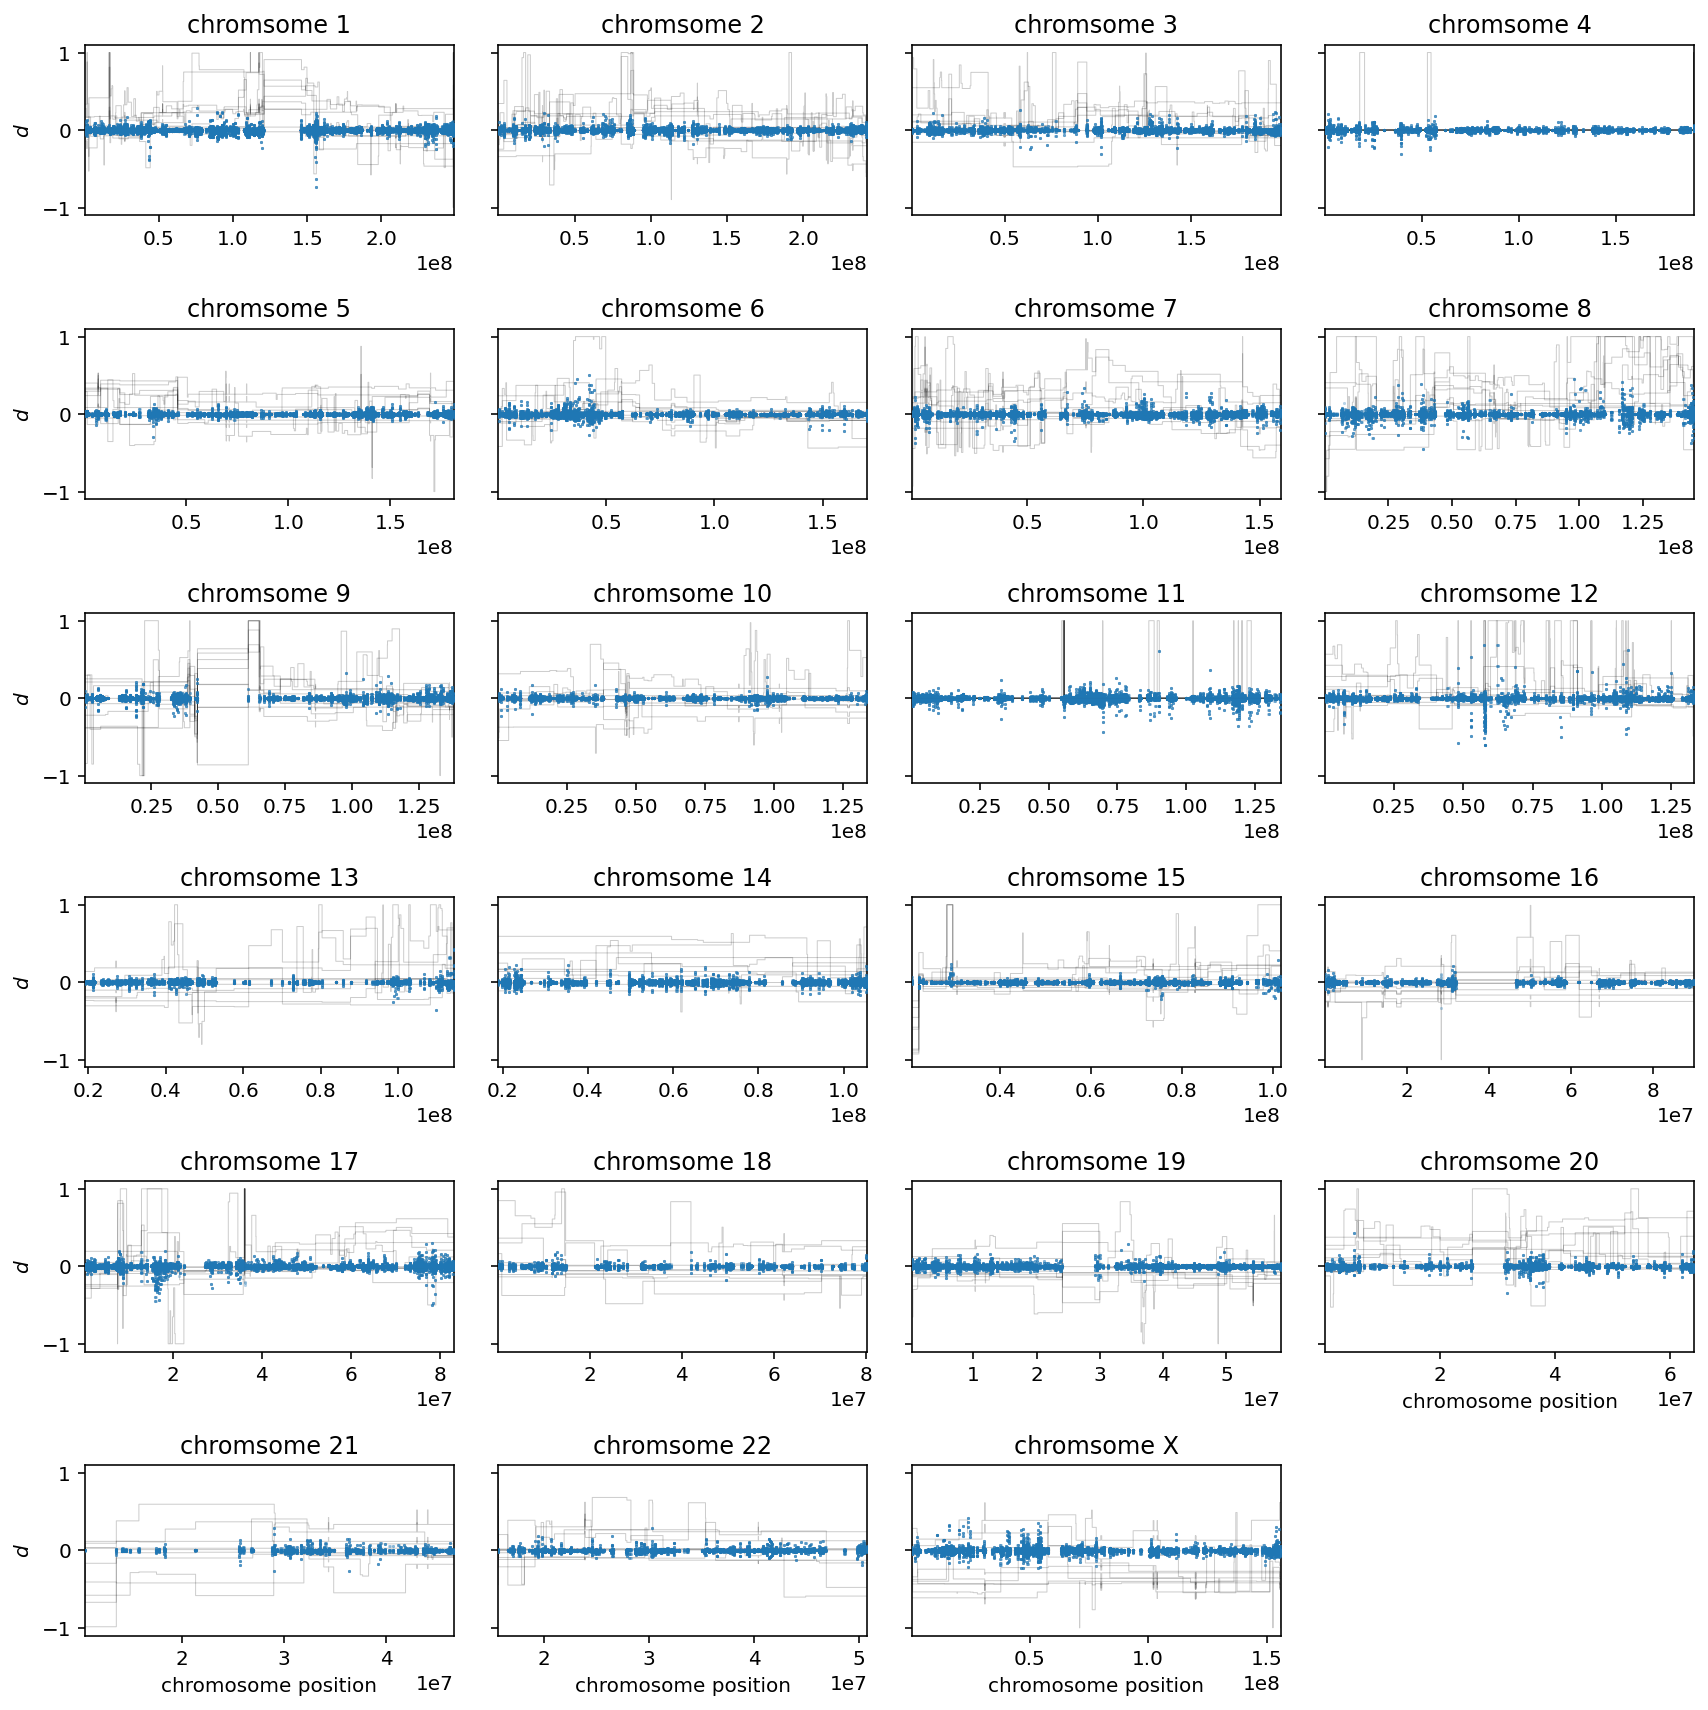 chromsome 1 chromsome 2 chromsome 3 chromsome 4
1
d 0
−1
0.5 1.0 1.5 2.0 0.5 1.0 1.5 2.0 0.5 1.0 1.5 0.5 1.0 1.5
1e8 1e8 1e8 1e8
chromsome 5 chromsome 6 chromsome 7 chromsome 8
1
d 0
−1
0.5 1.0 1.5 0.5 1.0 1.5 0.5 1.0 1.5 0.25 0.50 0.75 1.00 1.25
1e8 1e8 1e8 1e8
chromsome 9 chromsome 10 chromsome 11 chromsome 12
1
d 0
−1
0.25 0.50 0.75 1.00 1.25 0.25 0.50 0.75 1.00 1.25 0.25 0.50 0.75 1.00 1.25 0.25 0.50 0.75 1.00 1.25
1e8 1e8 1e8 1e8
chromsome 13 chromsome 14 chromsome 15 chromsome 16
1
d 0
−1
0.2 0.4 0.6 0.8 1.0 0.2 0.4 0.6 0.8 1.0 0.4 0.6 0.8 1.0 2 4 6 8
1e8 1e8 1e8 1e7
chromsome 17 chromsome 18 chromsome 19 chromsome 20
1
d 0
−1
2 4 6 8 2 4 6 8 1 2 3 4 5 2 4 6
1e7 1e7 1e7 chromosome position 1e7
chromsome 21 chromsome 22 chromsome X
1
d 0
−1
2 3 4 2 3 4 5 0.5 1.0 1.5
chromosome position 1e7 chromosome position 1e7 chromosome position 1e8